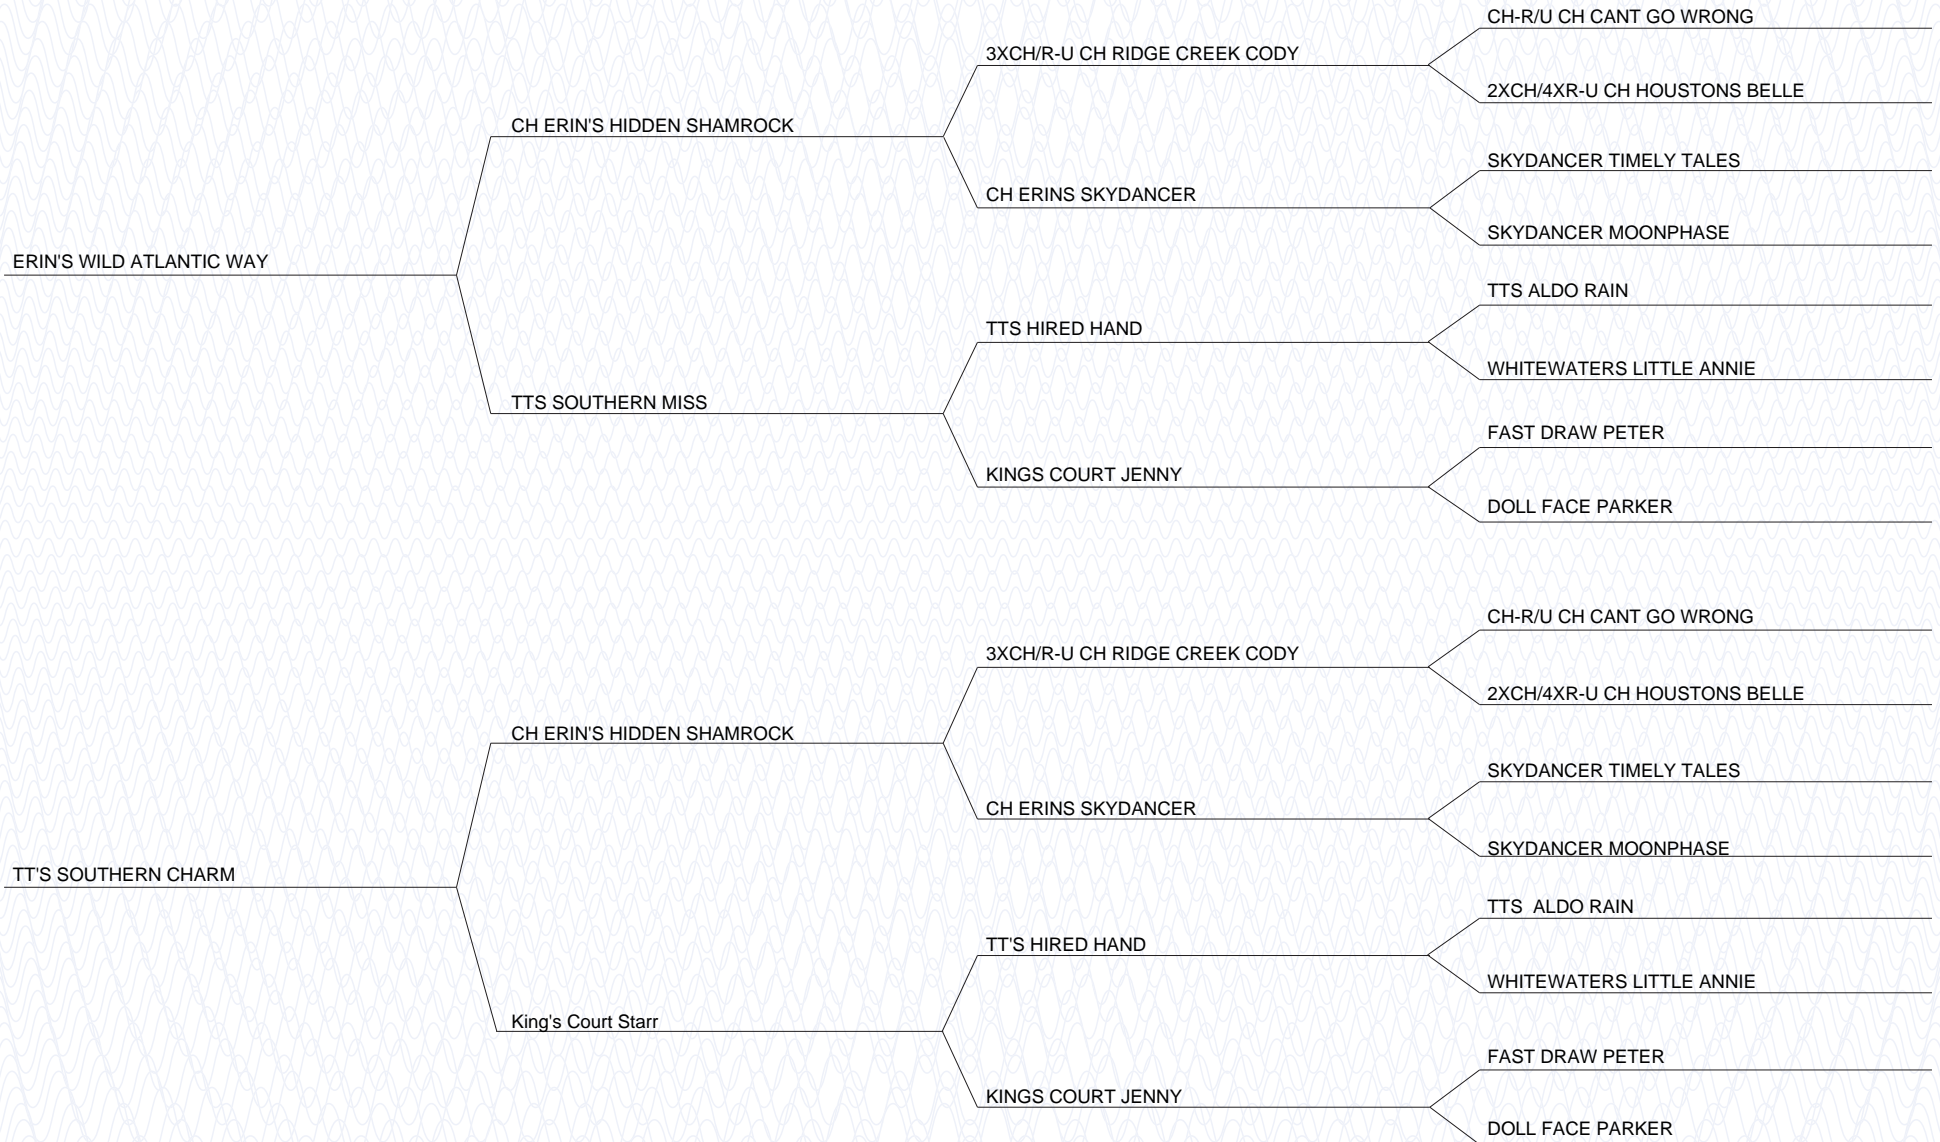 CH-R/U CH CANT GO WRONG
3XCH/R-U CH RIDGE CREEK CODY
2XCH/4XR-U CH HOUSTONS BELLE
CH ERIN'S HIDDEN SHAMROCK
SKYDANCER TIMELY TALES
CH ERINS SKYDANCER
SKYDANCER MOONPHASE
ERIN'S WILD ATLANTIC WAY
TTS ALDO RAIN
TTS HIRED HAND
WHITEWATERS LITTLE ANNIE
TTS SOUTHERN MISS
FAST DRAW PETER
KINGS COURT JENNY
DOLL FACE PARKER
CH-R/U CH CANT GO WRONG
3XCH/R-U CH RIDGE CREEK CODY
2XCH/4XR-U CH HOUSTONS BELLE
CH ERIN'S HIDDEN SHAMROCK
SKYDANCER TIMELY TALES
CH ERINS SKYDANCER
SKYDANCER MOONPHASE
TT'S SOUTHERN CHARM
TTS  ALDO RAIN
TT'S HIRED HAND
WHITEWATERS LITTLE ANNIE
King's Court Starr
FAST DRAW PETER
KINGS COURT JENNY
DOLL FACE PARKER